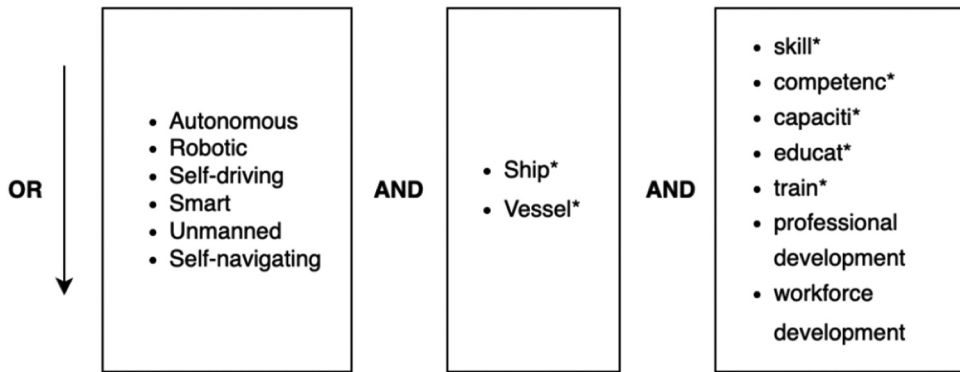 OR
• Autonomous
• Robotic
• Self-driving
• Smart
• Unmanned
• Self-navigating
AND
• Ship*
• Vessel*
AND
• skill*
• competenc*
• capaciti*
• educat*
• train*
• professional
development
• workforce
development